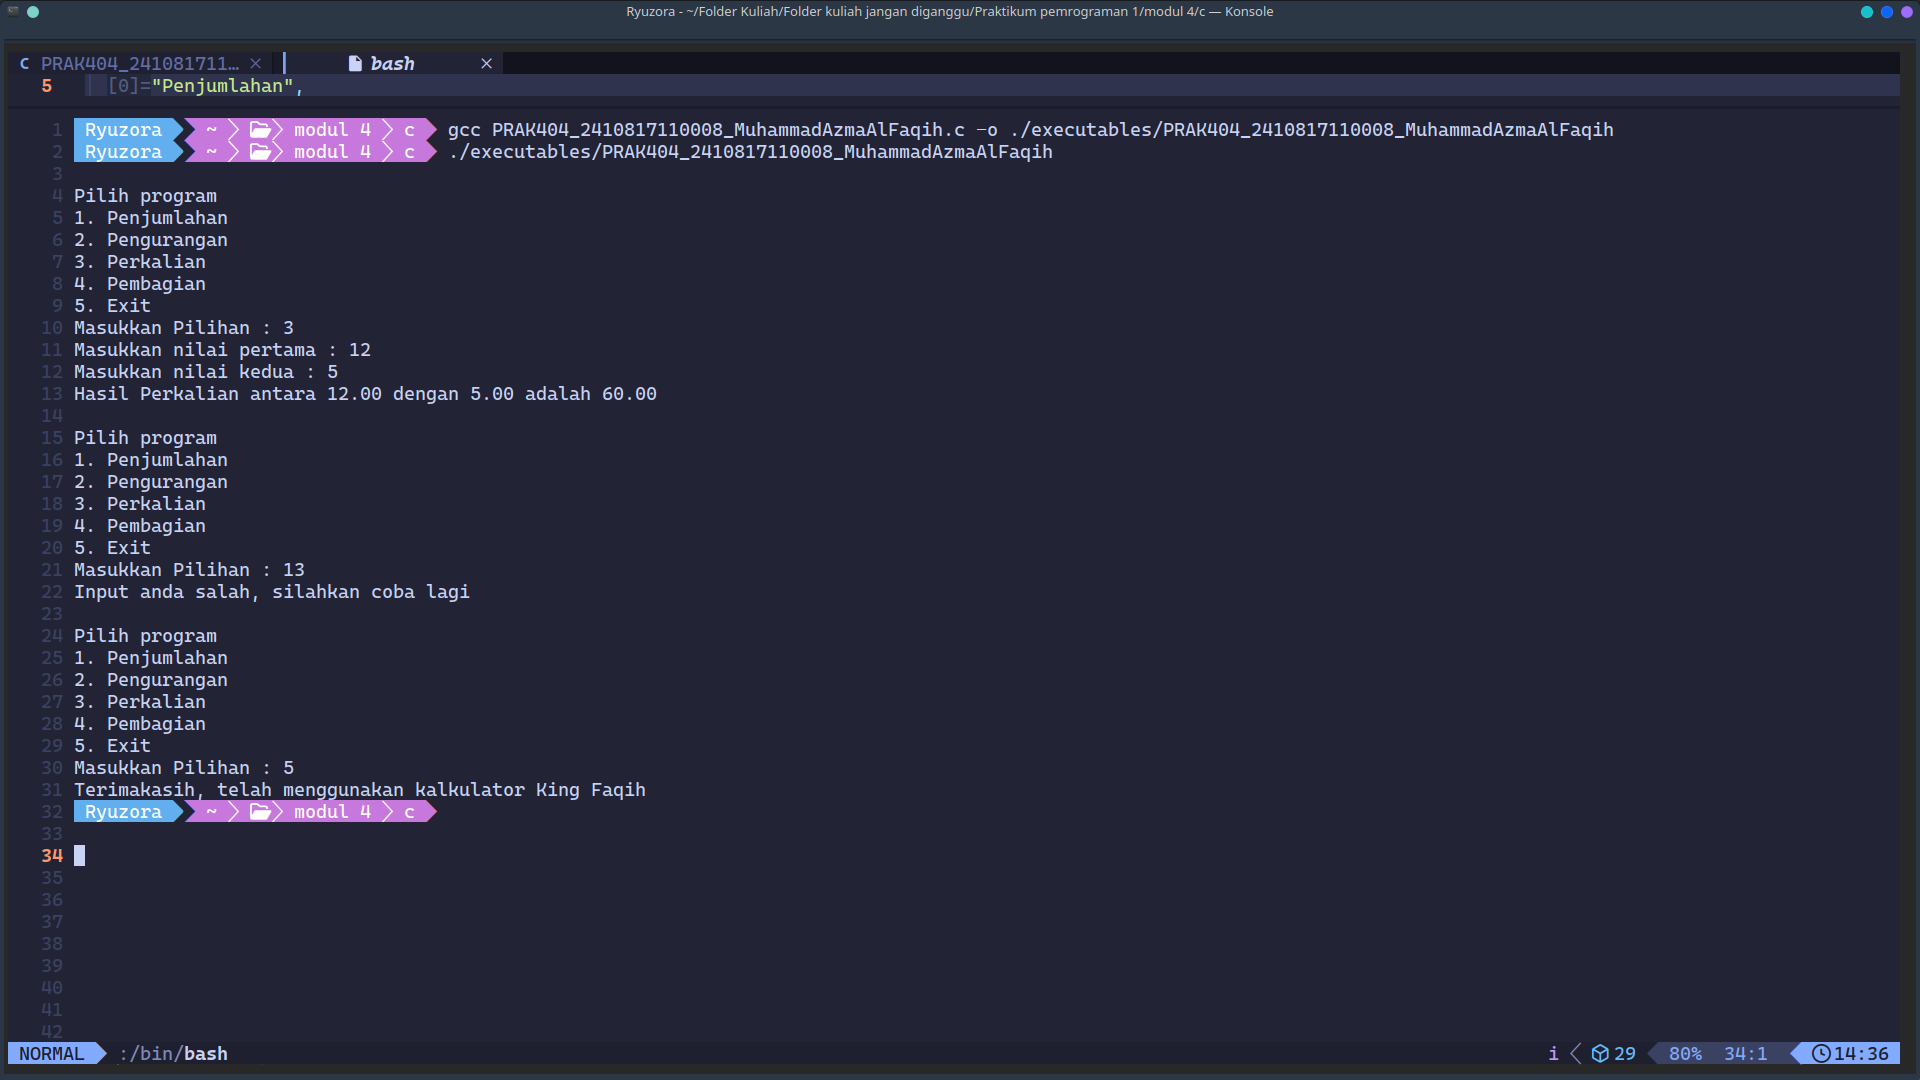 Ryuzora - ~/Folder Kuliah/Folder kuliah jangan diganggu/Praktikum pemrograman 1/modul 4/c — Konsole
C PRAK404_241081711… × bash ×
5 [0]="Penjumlahan",
1 Ryuzora ~ modul 4 c gcc PRAK404_2410817110008_MuhammadAzmaAlFaqih.c -o ./executables/PRAK404_2410817110008_MuhammadAzmaAlFaqih
2 Ryuzora ~ modul 4 c ./executables/PRAK404_2410817110008_MuhammadAzmaAlFaqih
3
4 Pilih program
5 1. Penjumlahan
6 2. Pengurangan
7 3. Perkalian
8 4. Pembagian
9 5. Exit
10 Masukkan Pilihan : 3
11 Masukkan nilai pertama : 12
12 Masukkan nilai kedua : 5
13 Hasil Perkalian antara 12.00 dengan 5.00 adalah 60.00
14
15 Pilih program
16 1. Penjumlahan
17 2. Pengurangan
18 3. Perkalian
19 4. Pembagian
20 5. Exit
21 Masukkan Pilihan : 13
22 Input anda salah, silahkan coba lagi
23
24 Pilih program
25 1. Penjumlahan
26 2. Pengurangan
27 3. Perkalian
28 4. Pembagian
29 5. Exit
30 Masukkan Pilihan : 5
31 Terimakasih, telah menggunakan kalkulator King Faqih
32 Ryuzora ~ modul 4 c
33
34
35
36
37
38
39
40
41
42
NORMAL :/bin/bash i 29 80% 34:1 14:36